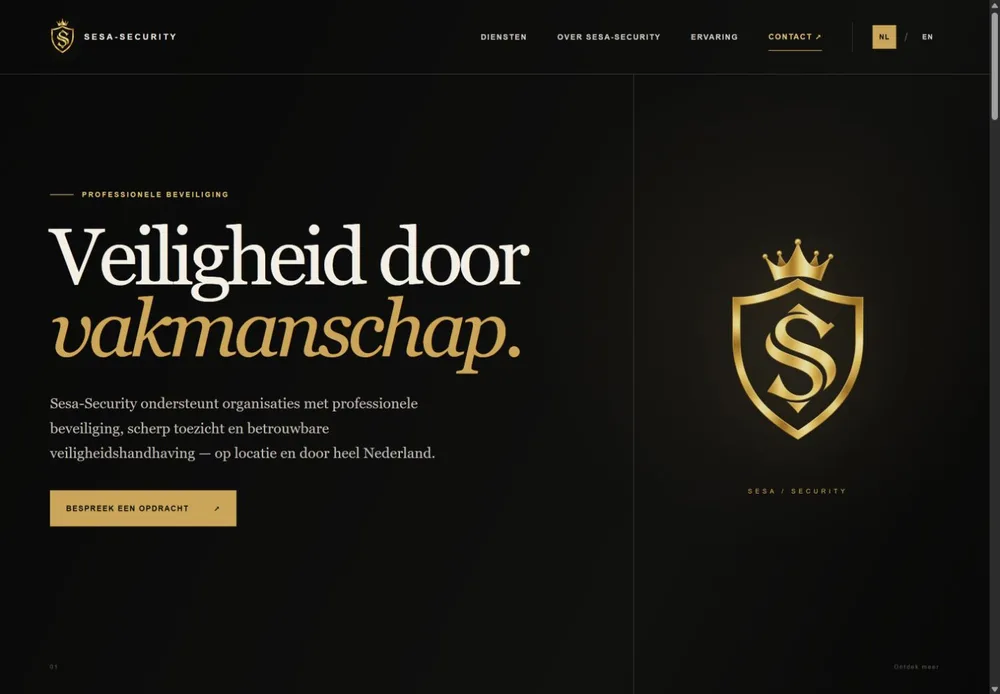 SESA-SECURITY
DIENSTEN
OVER SESA-SECURITY
ERVARING
CONTACT ↗
NL / EN
PROFESSIONELE BEVEILIGING
Veiligheid door
vakmanschap.
Sesa-Security ondersteunt organisaties met professionele
beveiliging, scherp toezicht en betrouwbare
veiligheidshandhaving — op locatie en door heel Nederland.
BESPREEK EEN OPDRACHT ↗
S
SESA / SECURITY
01
Ontdek meer